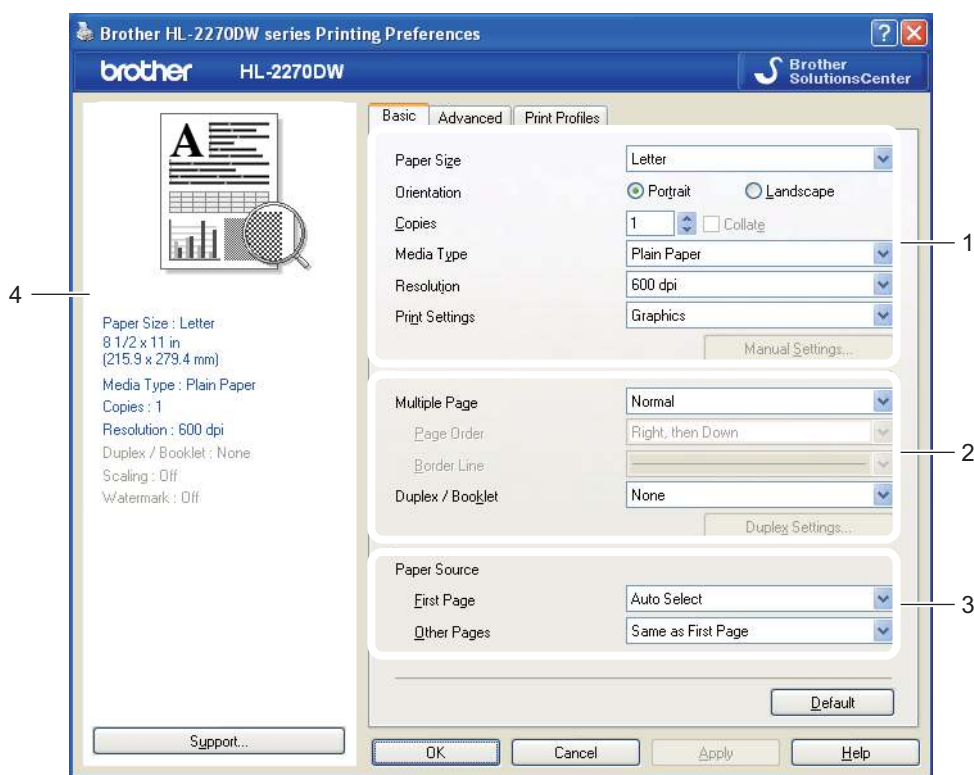 Brother HL-2270DW series Printing Preferences
brother HL-2270DW
Brother
SolutionsCenter
Basic Advanced Print Profiles
A
Paper Size Letter
Orientation Portrait Landscape
Copies 1 Collate
Media Type Plain Paper
Resolution 600 dpi
Print Settings Graphics
Manual Settings...
1
4
Paper Size : Letter
8 1/2 x 11 in
(215.9 x 279.4 mm)
Media Type : Plain Paper
Copies : 1
Resolution : 600 dpi
Duplex / Booklet : None
Scaling : Off
Watermark : Off
Multiple Page Normal
Page Order Right, then Down
Border Line
Duplex / Booklet None
Duplex Settings...
2
Paper Source
First Page Auto Select
Other Pages Same as First Page
3
Default
Support...
OK Cancel Apply Help